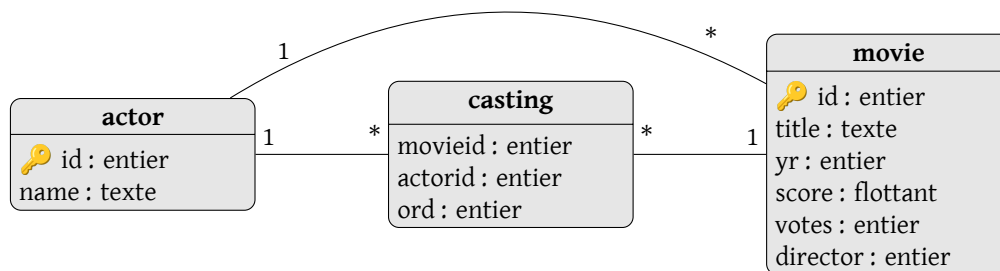 1
*
actor
🔑 id : entier
name : texte
1
*
casting
movieid : entier
actorid : entier
ord : entier
*
1
movie
🔑 id : entier
title : texte
yr : entier
score : flottant
votes : entier
director : entier